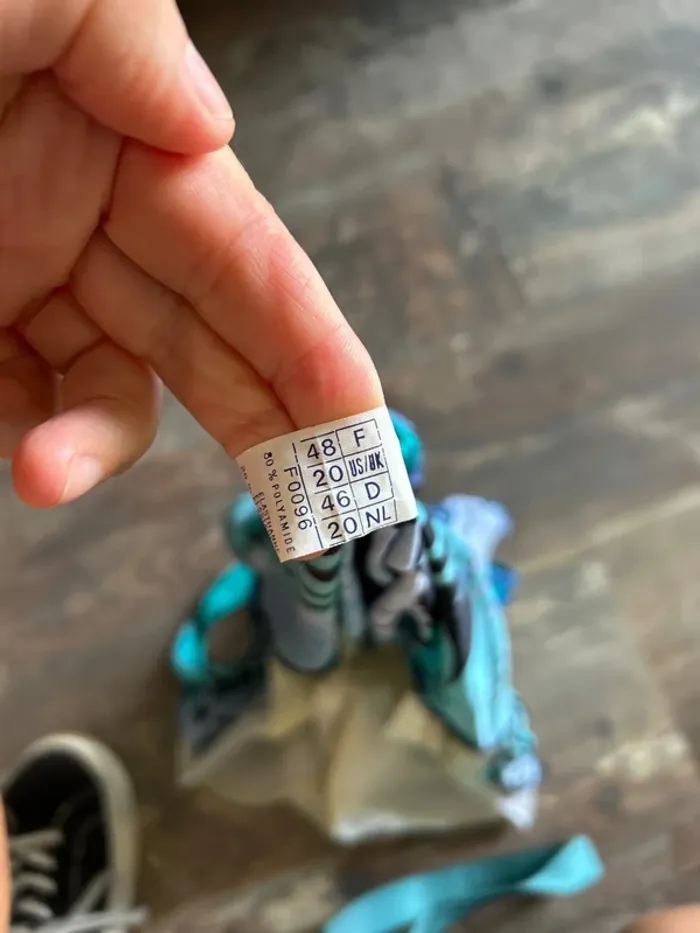 48 F
20 US/UK
46 D
20 NL
F0096
80 % POLYAMIDE